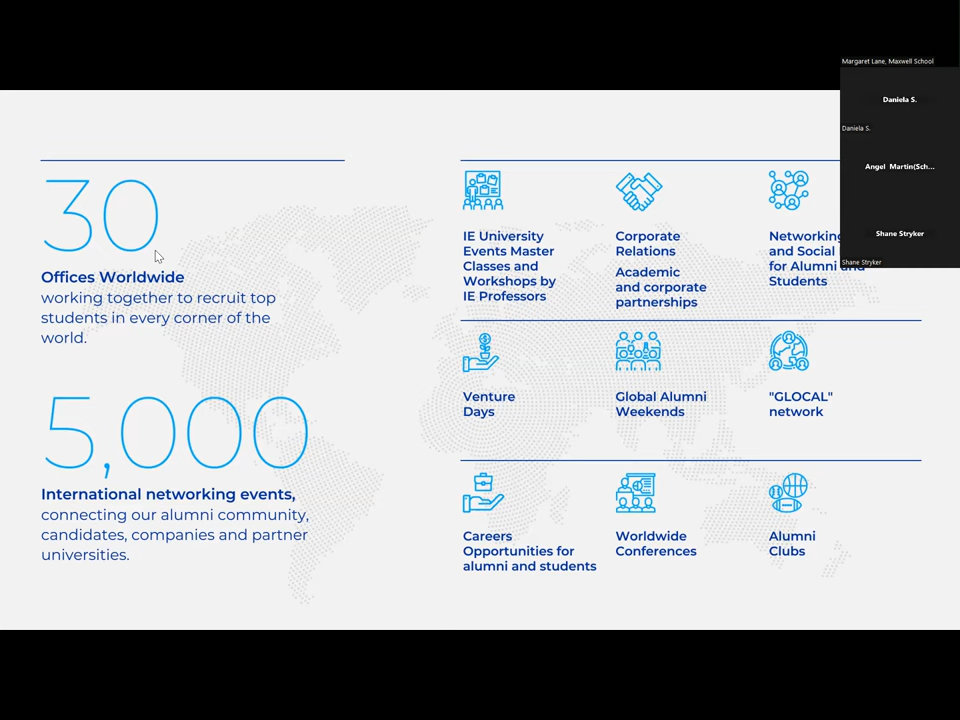 Margaret Lane, Maxwell School
Daniela S.
Daniela S.
Angel Martin(Sch...
Shane Stryker
Shane Stryker
30
Offices Worldwide
working together to recruit top
students in every corner of the
world.
5,000
International networking events,
connecting our alumni community,
candidates, companies and partner
universities.
IE University
Events Master
Classes and
Workshops by
IE Professors
Corporate
Relations
Academic
and corporate
partnerships
Networking
and Social
for Alumni and
Students
Venture
Days
Global Alumni
Weekends
"GLOCAL"
network
Careers
Opportunities for
alumni and students
Worldwide
Conferences
Alumni
Clubs